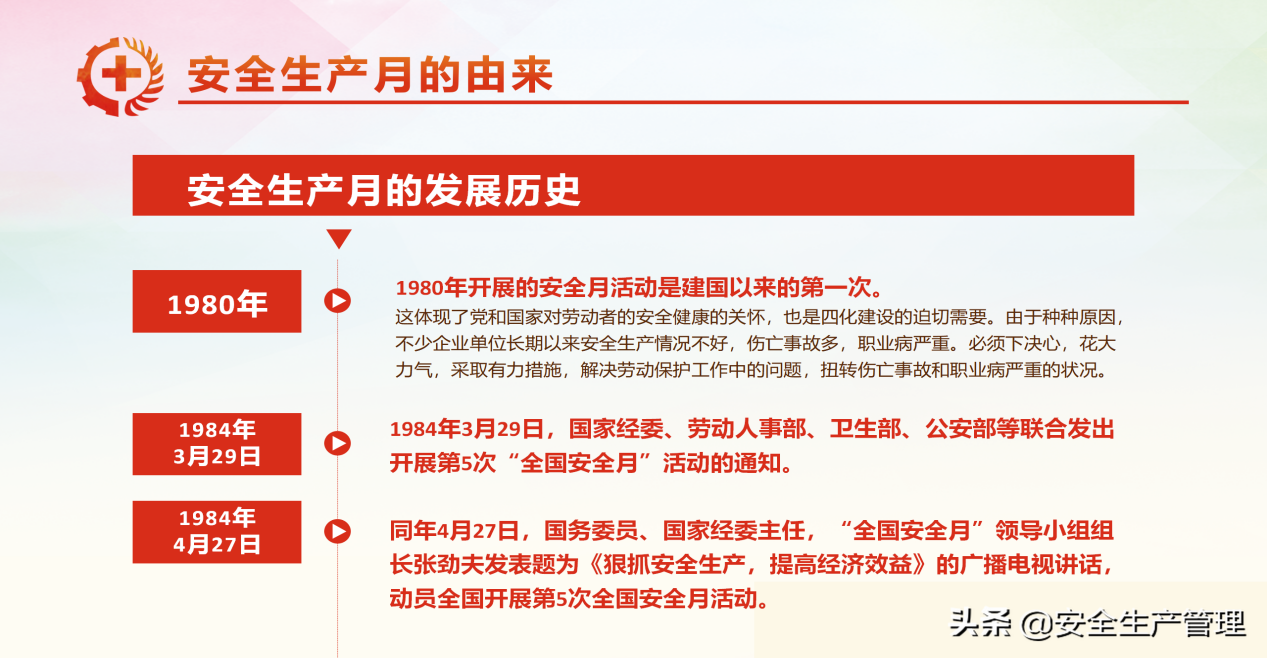 安全生产月的由来
安全生产月的发展历史
1980年
1980年开展的安全月活动是建国以来的第一次。
这体现了党和国家对劳动者的安全健康的关怀，也是四化建设的迫切需要。由于种种原因，
不少企业单位长期以来安全生产情况不好，伤亡事故多，职业病严重。必须下决心，花大
力气，采取有力措施，解决劳动保护工作中的问题，扭转伤亡事故和职业病严重的状况。
1984年
3月29日
1984年3月29日，国家经委、劳动人事部、卫生部、公安部等联合发出
开展第5次“全国安全月”活动的通知。
1984年
4月27日
同年4月27日，国务委员、国家经委主任，“全国安全月”领导小组组
长张劲夫发表题为《狠抓安全生产，提高经济效益》的广播电视讲话，
动员全国开展第5次全国安全月活动。
头条 @安全生产管理